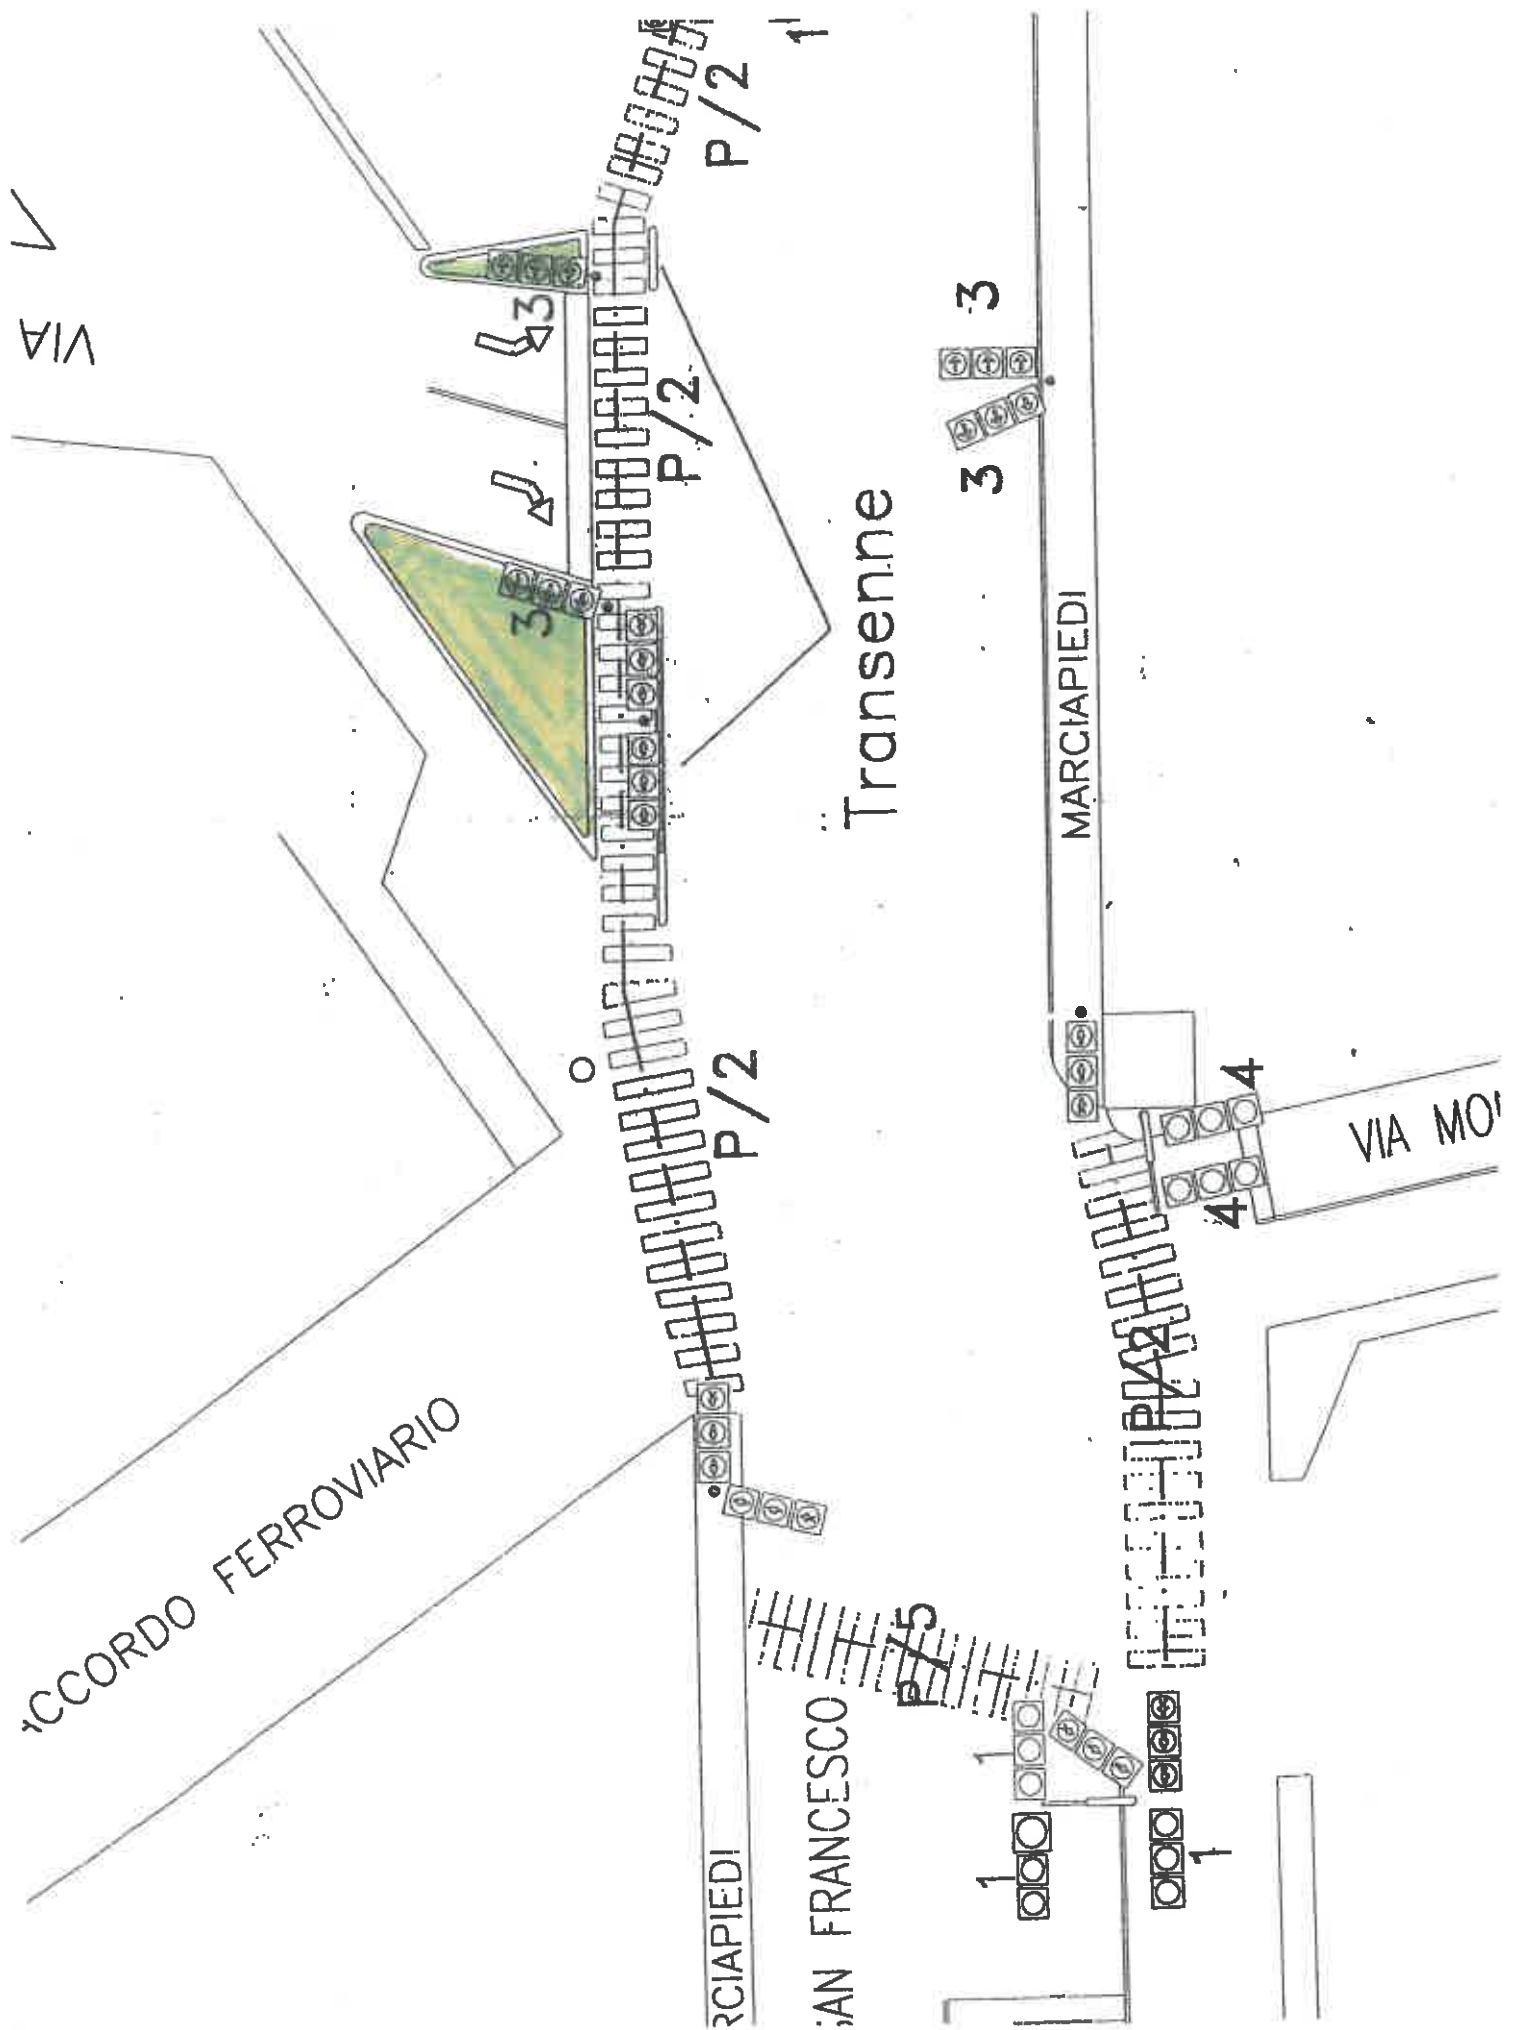 VIA
V
1
P/2
3
P/2
3
3
3
Transenne
MARCIAPIEDI
P/2
4
4
VIA MO
P/2
CCORDO FERROVIARIO
P/5
1
1
1
RCIAPIEDI
SAN FRANCESCO